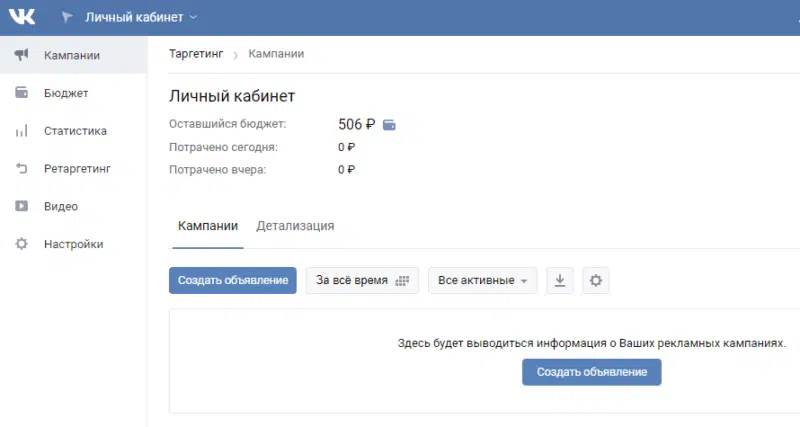 VK Личный кабинет
Кампании
Бюджет
Статистика
Ретаргетинг
Видео
Настройки
Таргетинг Кампании
Личный кабинет
Оставшийся бюджет: 506 ₽
Потрачено сегодня: 0 ₽
Потрачено вчера: 0 ₽
Кампании Детализация
Создать объявление За всё время Все активные
Здесь будет выводиться информация о Ваших рекламных кампаниях.
Создать объявление